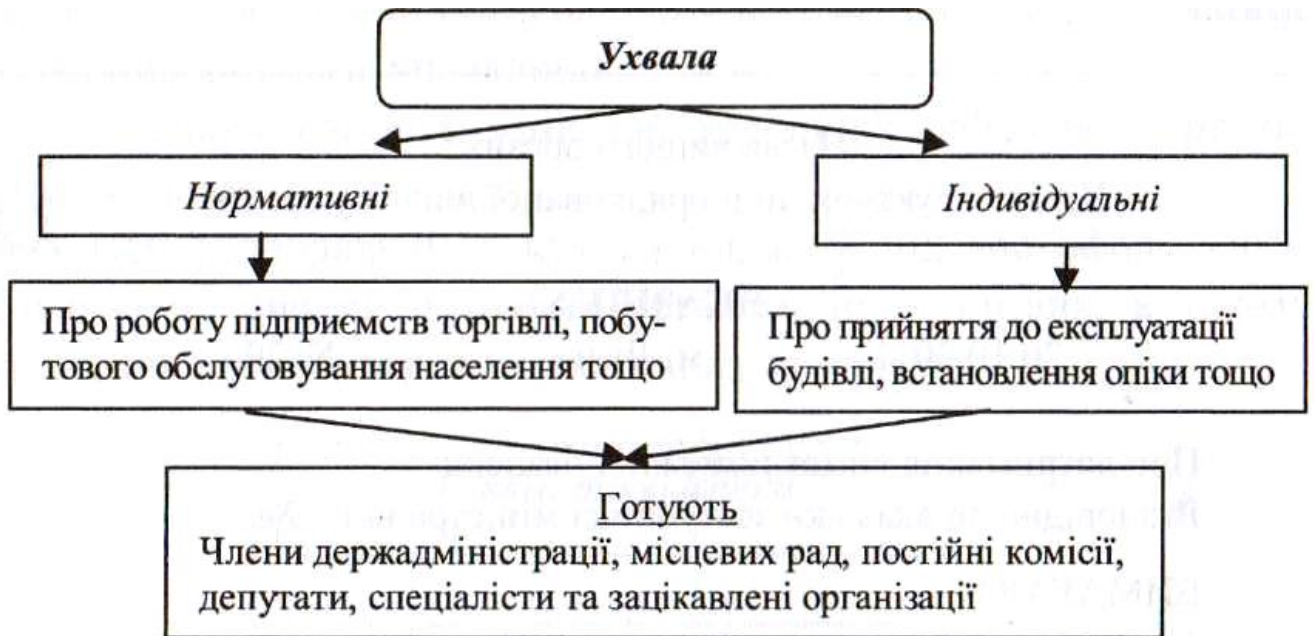 Ухвала
Нормативні
Індивідуальні
Про роботу підприємств торгівлі, побу-
тового обслуговування населення тощо
Про прийняття до експлуатації
будівлі, встановлення опіки тощо
Готують
Члени держадміністрації, місцевих рад, постійні комісії,
депутати, спеціалісти та зацікавлені організації